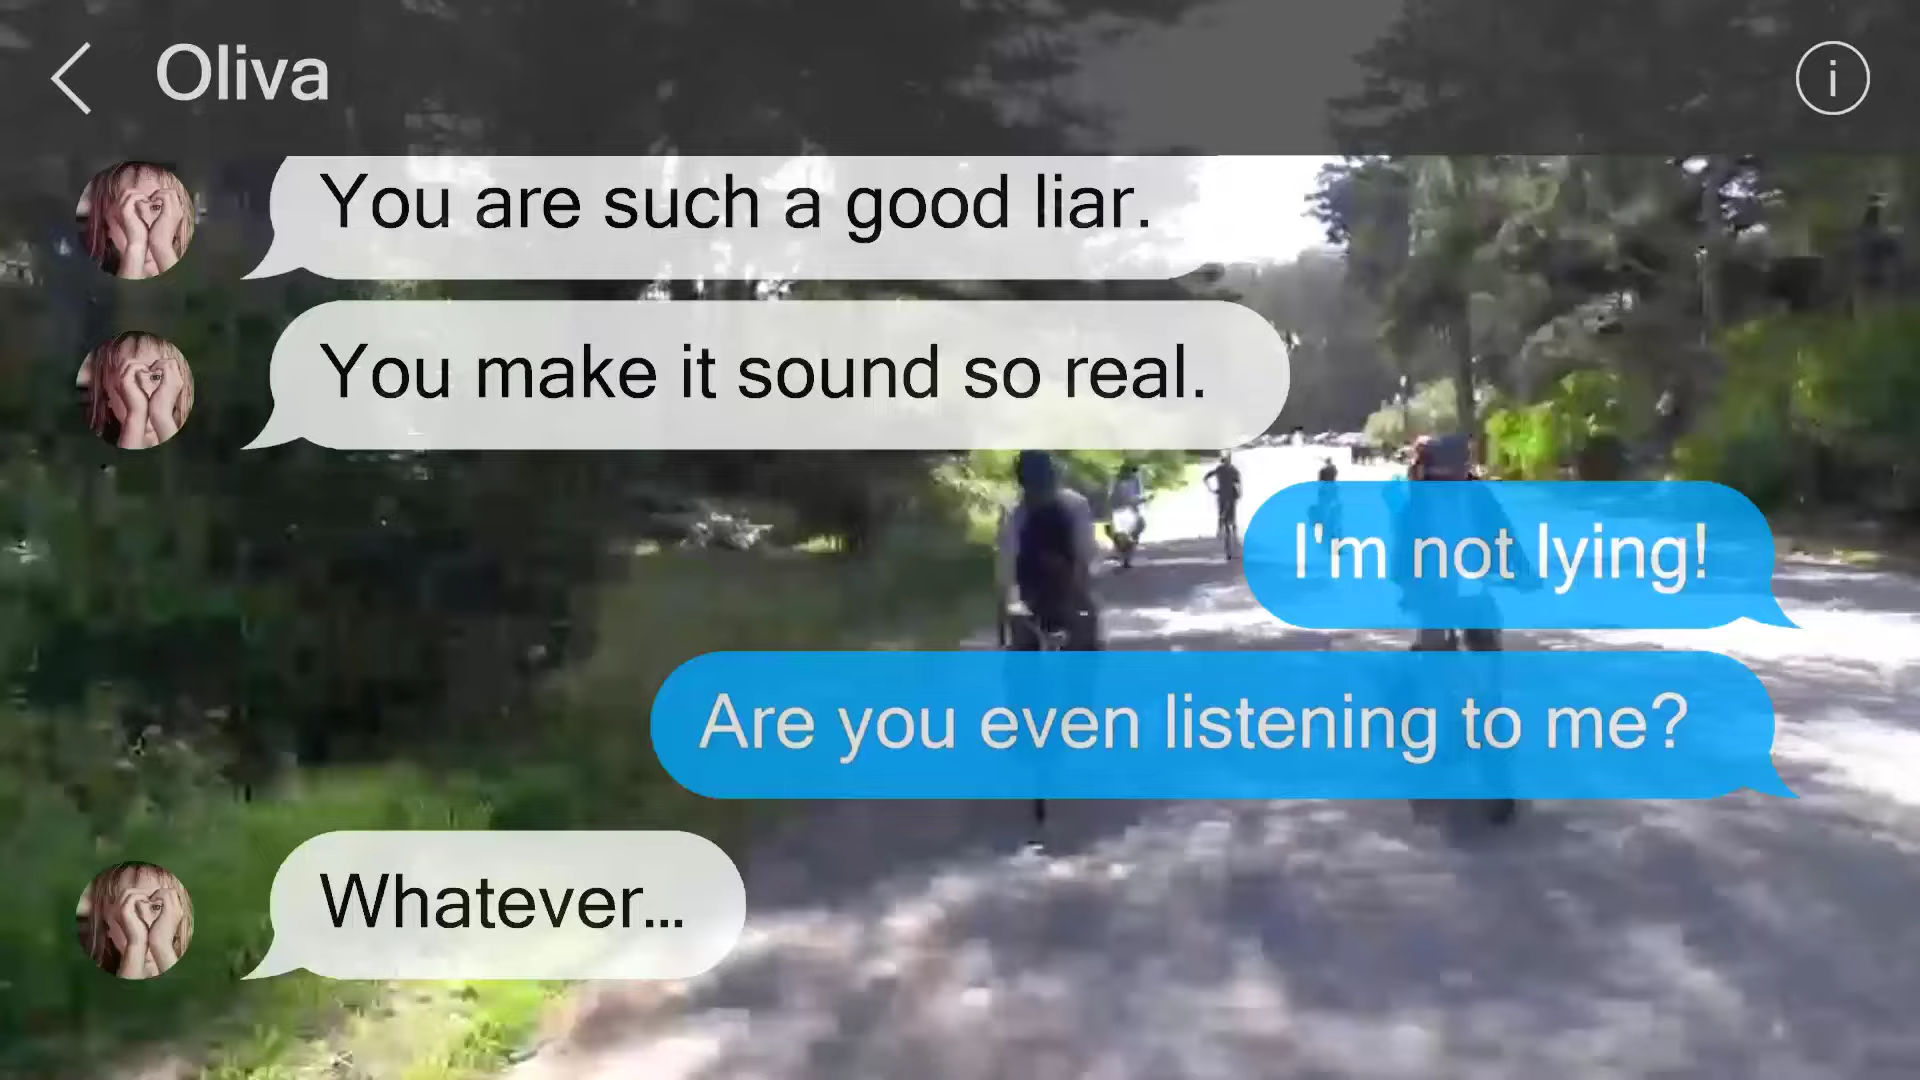 Oliva
You are such a good liar.
You make it sound so real.
I'm not lying!
Are you even listening to me?
Whatever...